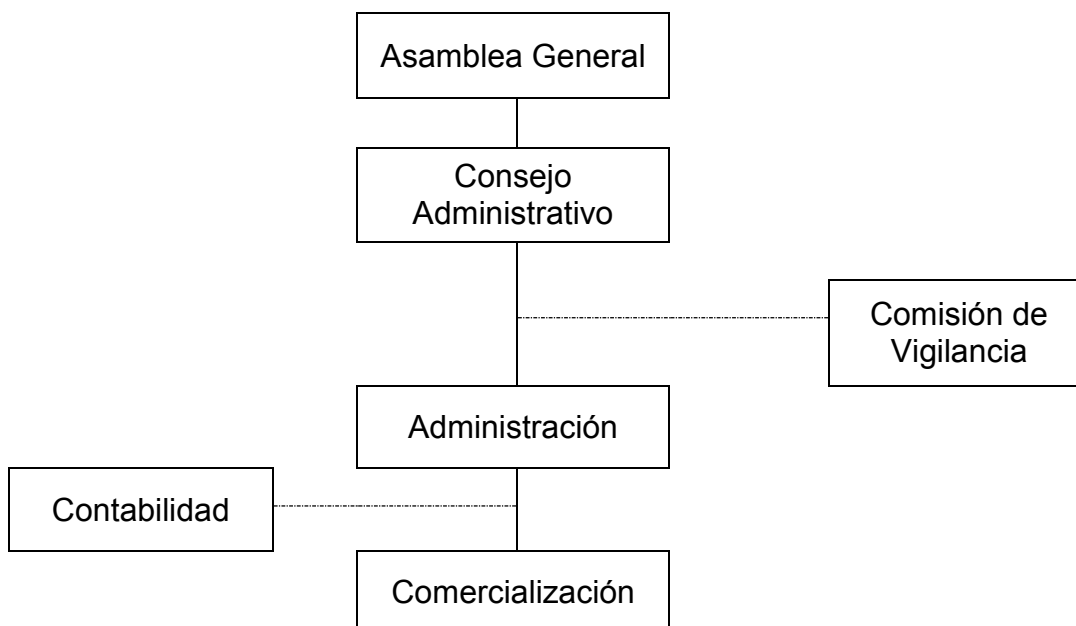 Asamblea General
Consejo
Administrativo
Comisión de
Vigilancia
Administración
Contabilidad
Comercialización